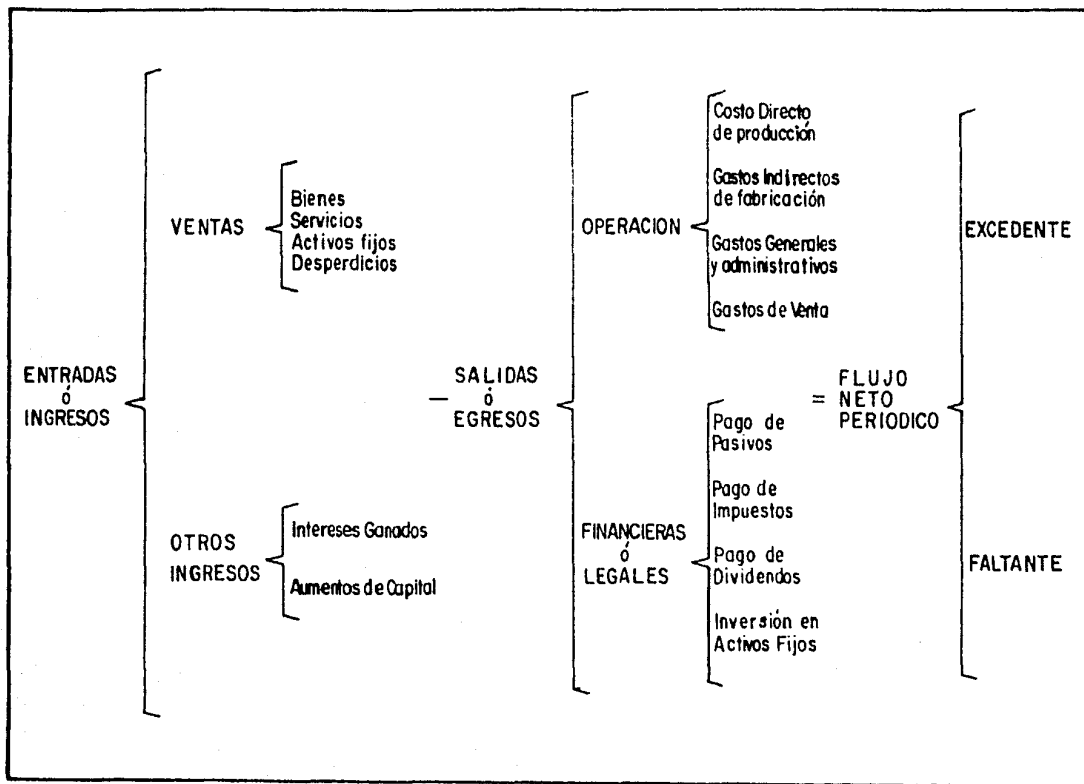 ENTRADAS
ó
INGRESOS
VENTAS
Bienes
Servicios
Activos fijos
Desperdicios
OTROS
INGRESOS
Intereses Ganados
Aumentos de Capital
—
SALIDAS
ó
EGRESOS
OPERACION
Costo Directo
de producción
Gastos Indirectos
de fabricación
Gastos Generales
y administrativos
Gastos de Venta
FINANCIERAS
ó
LEGALES
Pago de
Pasivos
Pago de
Impuestos
Pago de
Dividendos
Inversión en
Activos Fijos
= FLUJO
NETO
PERIODICO
EXCEDENTE
FALTANTE